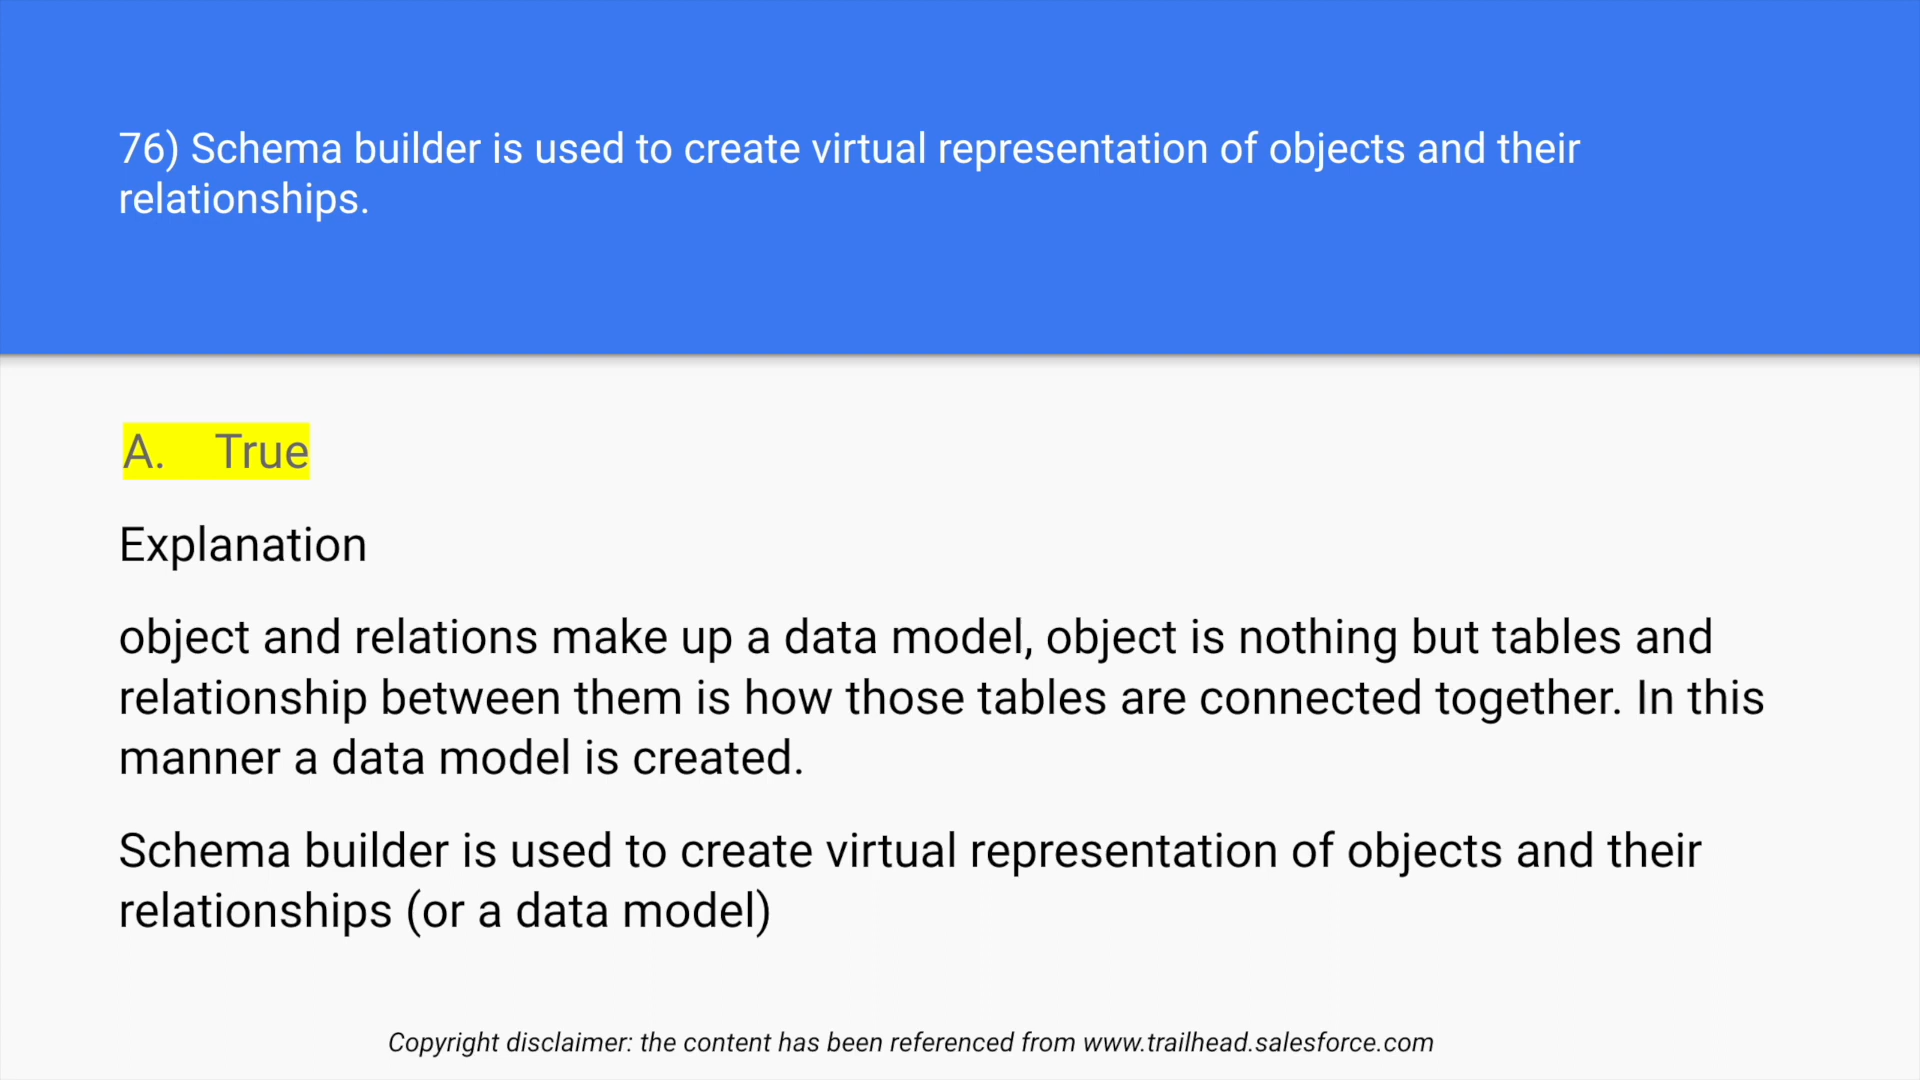 76) Schema builder is used to create virtual representation of objects and their
relationships.
A. True
Explanation
object and relations make up a data model, object is nothing but tables and
relationship between them is how those tables are connected together. In this
manner a data model is created.
Schema builder is used to create virtual representation of objects and their
relationships (or a data model)
Copyright disclaimer: the content has been referenced from www.trailhead.salesforce.com